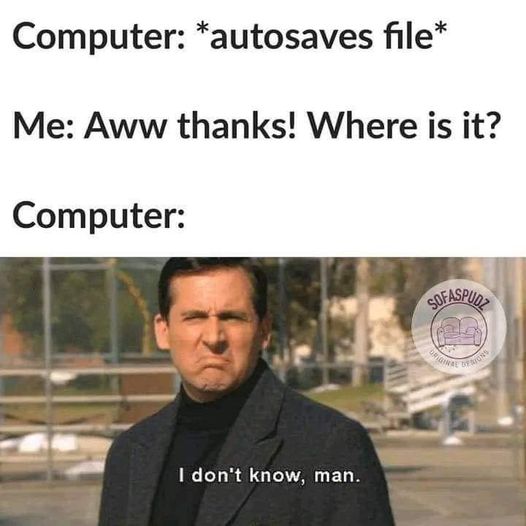 Computer: *autosaves file*
Me: Aww thanks! Where is it?
Computer:
SOFASPUDZ
ORIGINAL DESIGNS
I don't know, man.